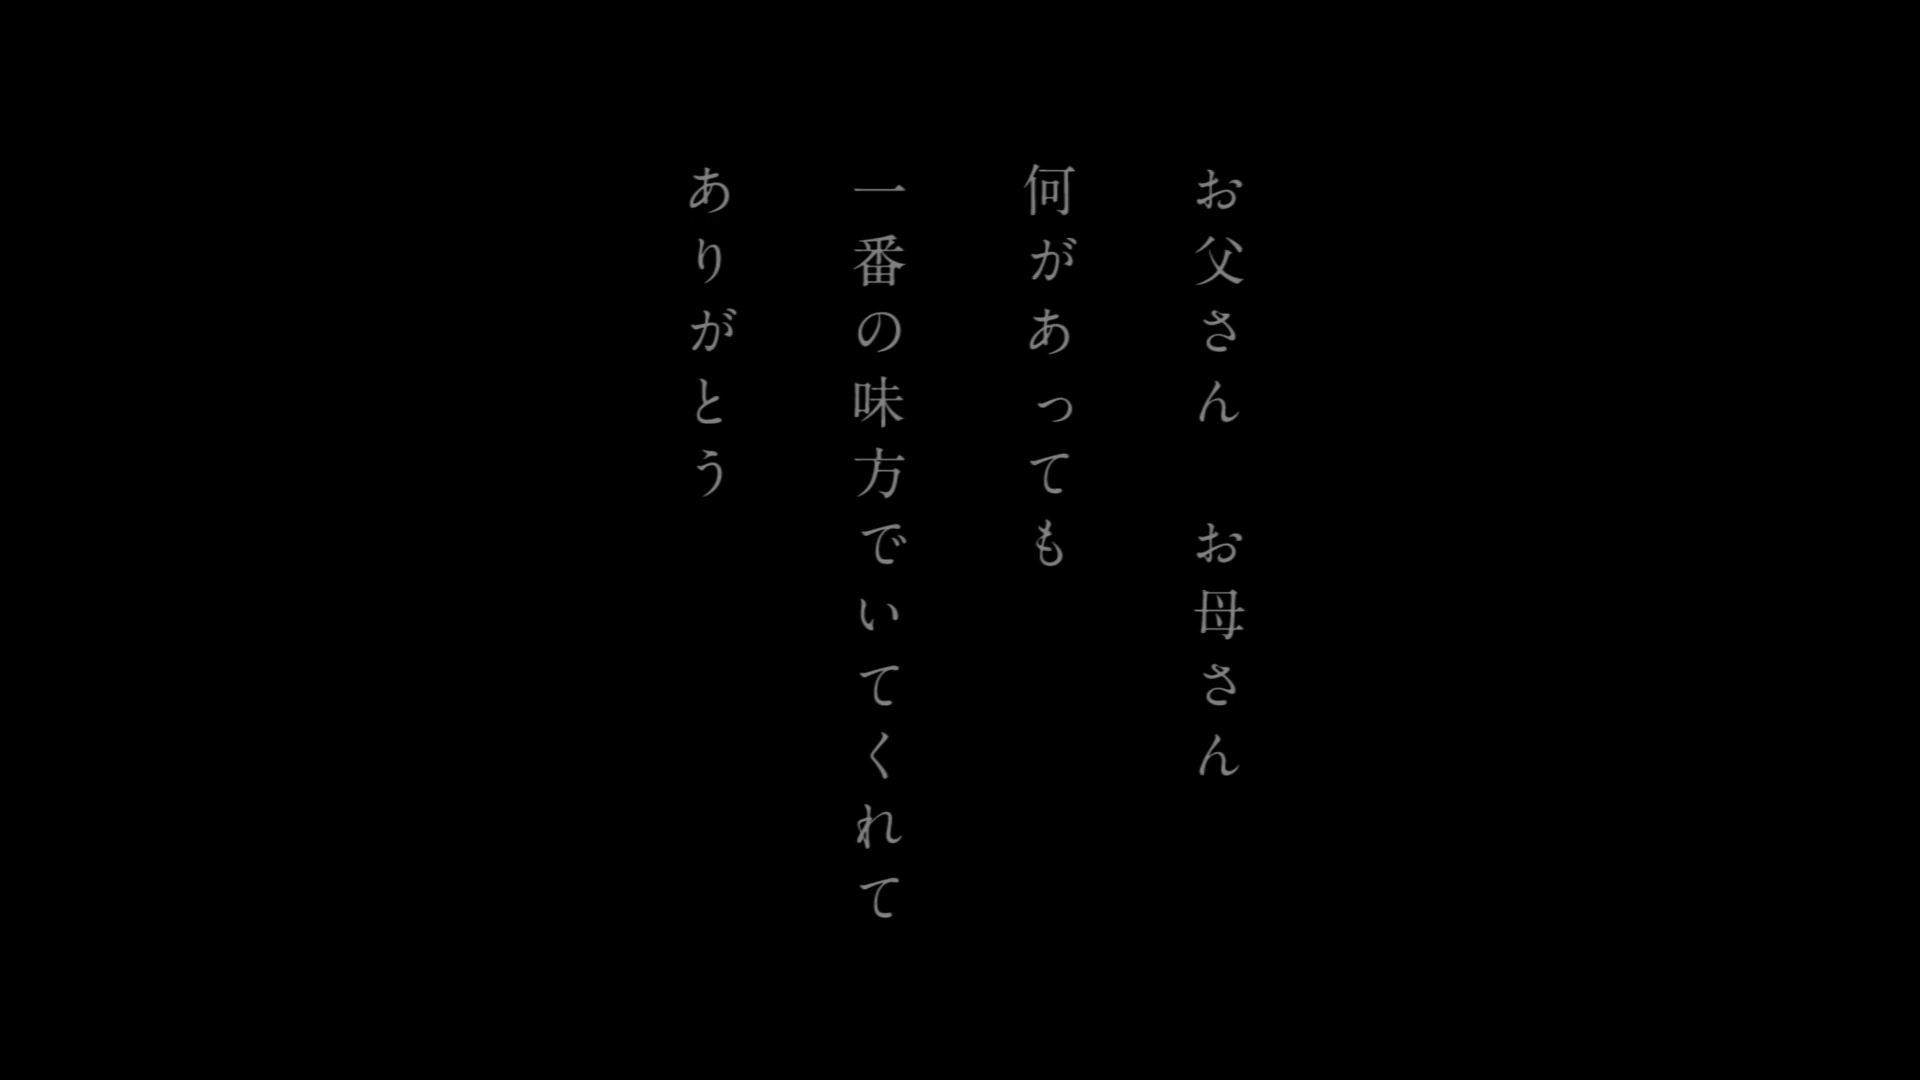 お父さん　お母さん
何があっても
一番の味方でいてくれて
ありがとう